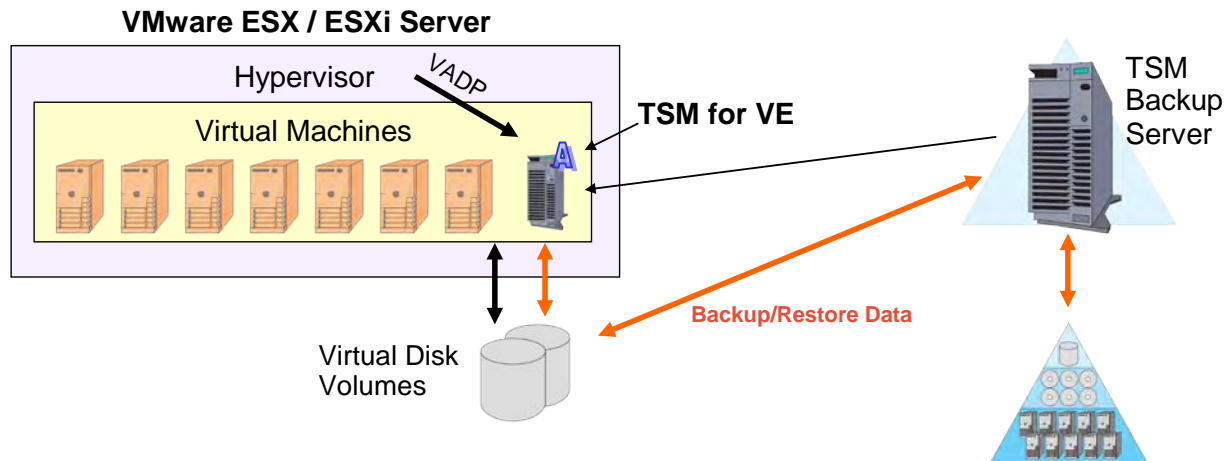 VMware ESX / ESXi Server
Hypervisor
VADP
Virtual Machines
A
TSM for VE
TSM
Backup
Server
Backup/Restore Data
Virtual Disk
Volumes